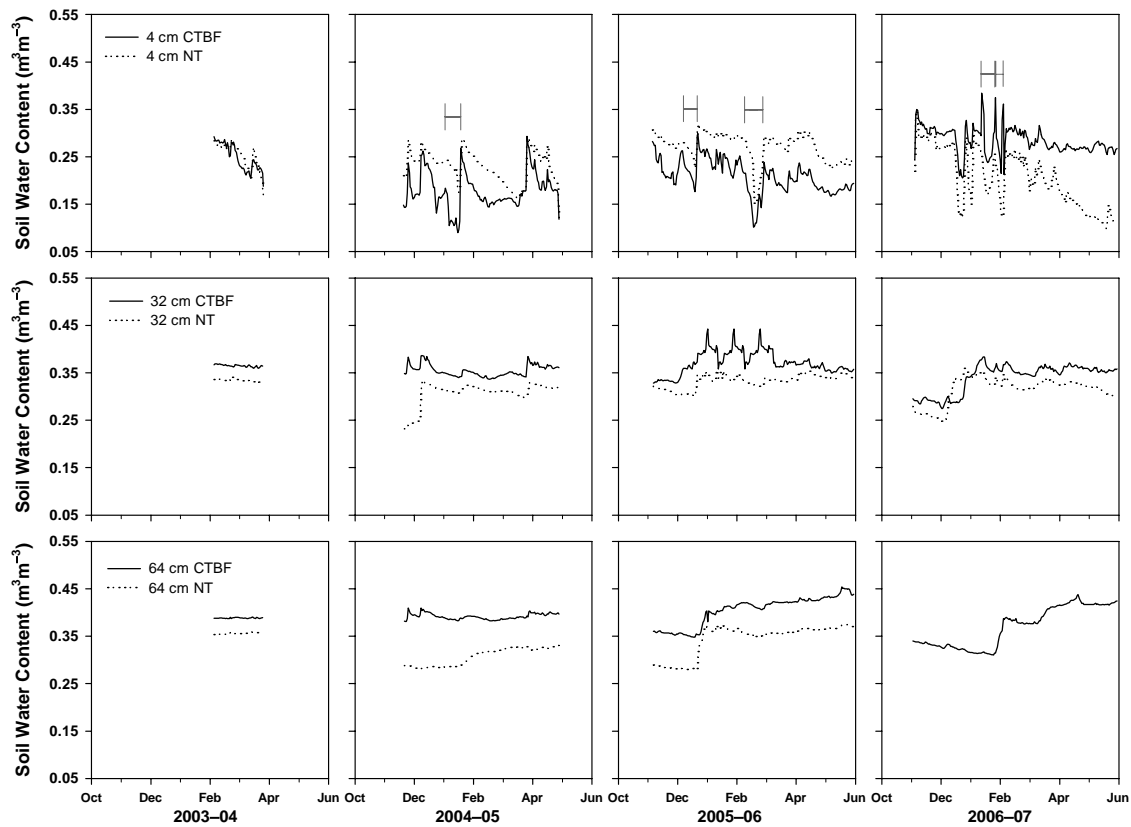 Soil Water Content (m³m⁻³)
0.55
0.45
0.35
0.25
0.15
0.05
4 cm CTBF
4 cm NT
Soil Water Content (m³m⁻³)
0.55
0.45
0.35
0.25
0.15
0.05
32 cm CTBF
32 cm NT
Soil Water Content (m³m⁻³)
0.55
0.45
0.35
0.25
0.15
0.05
64 cm CTBF
64 cm NT
Oct Dec Feb Apr Jun Oct Dec Feb Apr Jun Oct Dec Feb Apr Jun Oct Dec Feb Apr Jun
2003–04 2004–05 2005–06 2006–07